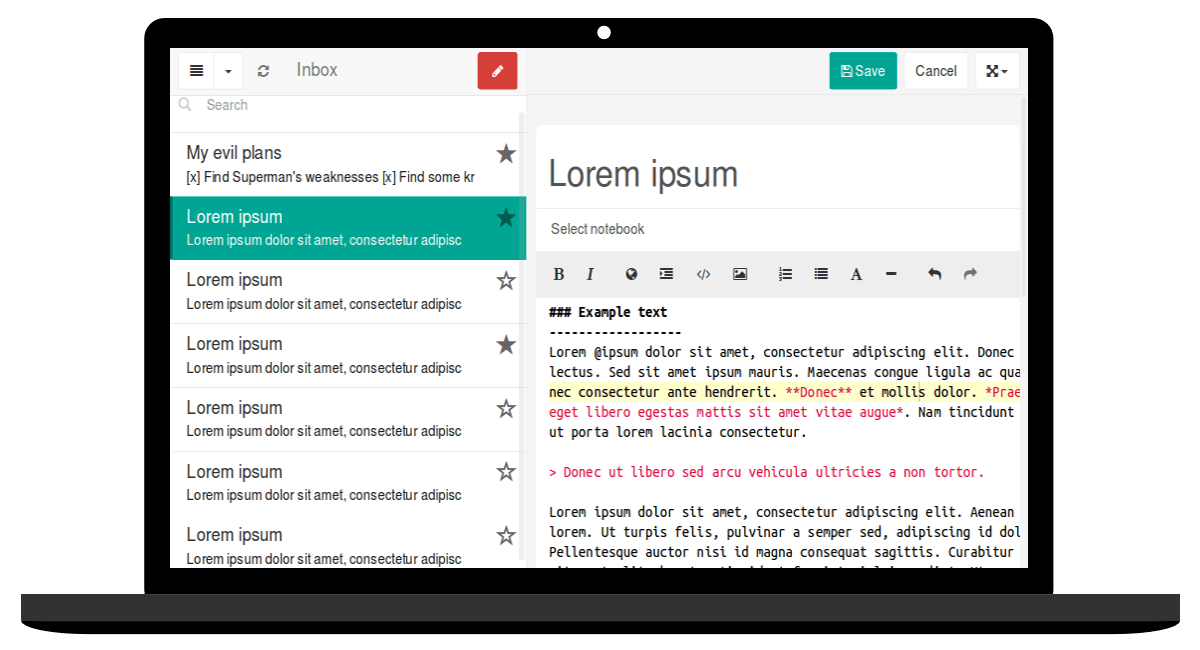 Inbox
Search
My evil plans
[x] Find Superman's weaknesses [x] Find some kr
Lorem ipsum
Lorem ipsum dolor sit amet, consectetur adipisc
Lorem ipsum
Lorem ipsum dolor sit amet, consectetur adipisc
Lorem ipsum
Lorem ipsum dolor sit amet, consectetur adipisc
Lorem ipsum
Lorem ipsum dolor sit amet, consectetur adipisc
Lorem ipsum
Lorem ipsum dolor sit amet, consectetur adipisc
Lorem ipsum
Lorem ipsum dolor sit amet, consectetur adipisc
Save Cancel
Lorem ipsum
Select notebook
B I </> A
### Example text
------------------
Lorem @ipsum dolor sit amet, consectetur adipiscing elit. Donec
lectus. Sed sit amet ipsum mauris. Maecenas congue ligula ac qua
nec consectetur ante hendrerit. **Donec** et mollis dolor. *Prae
eget libero egestas mattis sit amet vitae augue*. Nam tincidunt
ut porta lorem lacinia consectetur.
> Donec ut libero sed arcu vehicula ultricies a non tortor.
Lorem ipsum dolor sit amet, consectetur adipiscing elit. Aenean
lorem. Ut turpis felis, pulvinar a semper sed, adipiscing id dol
Pellentesque auctor nisi id magna consequat sagittis. Curabitur